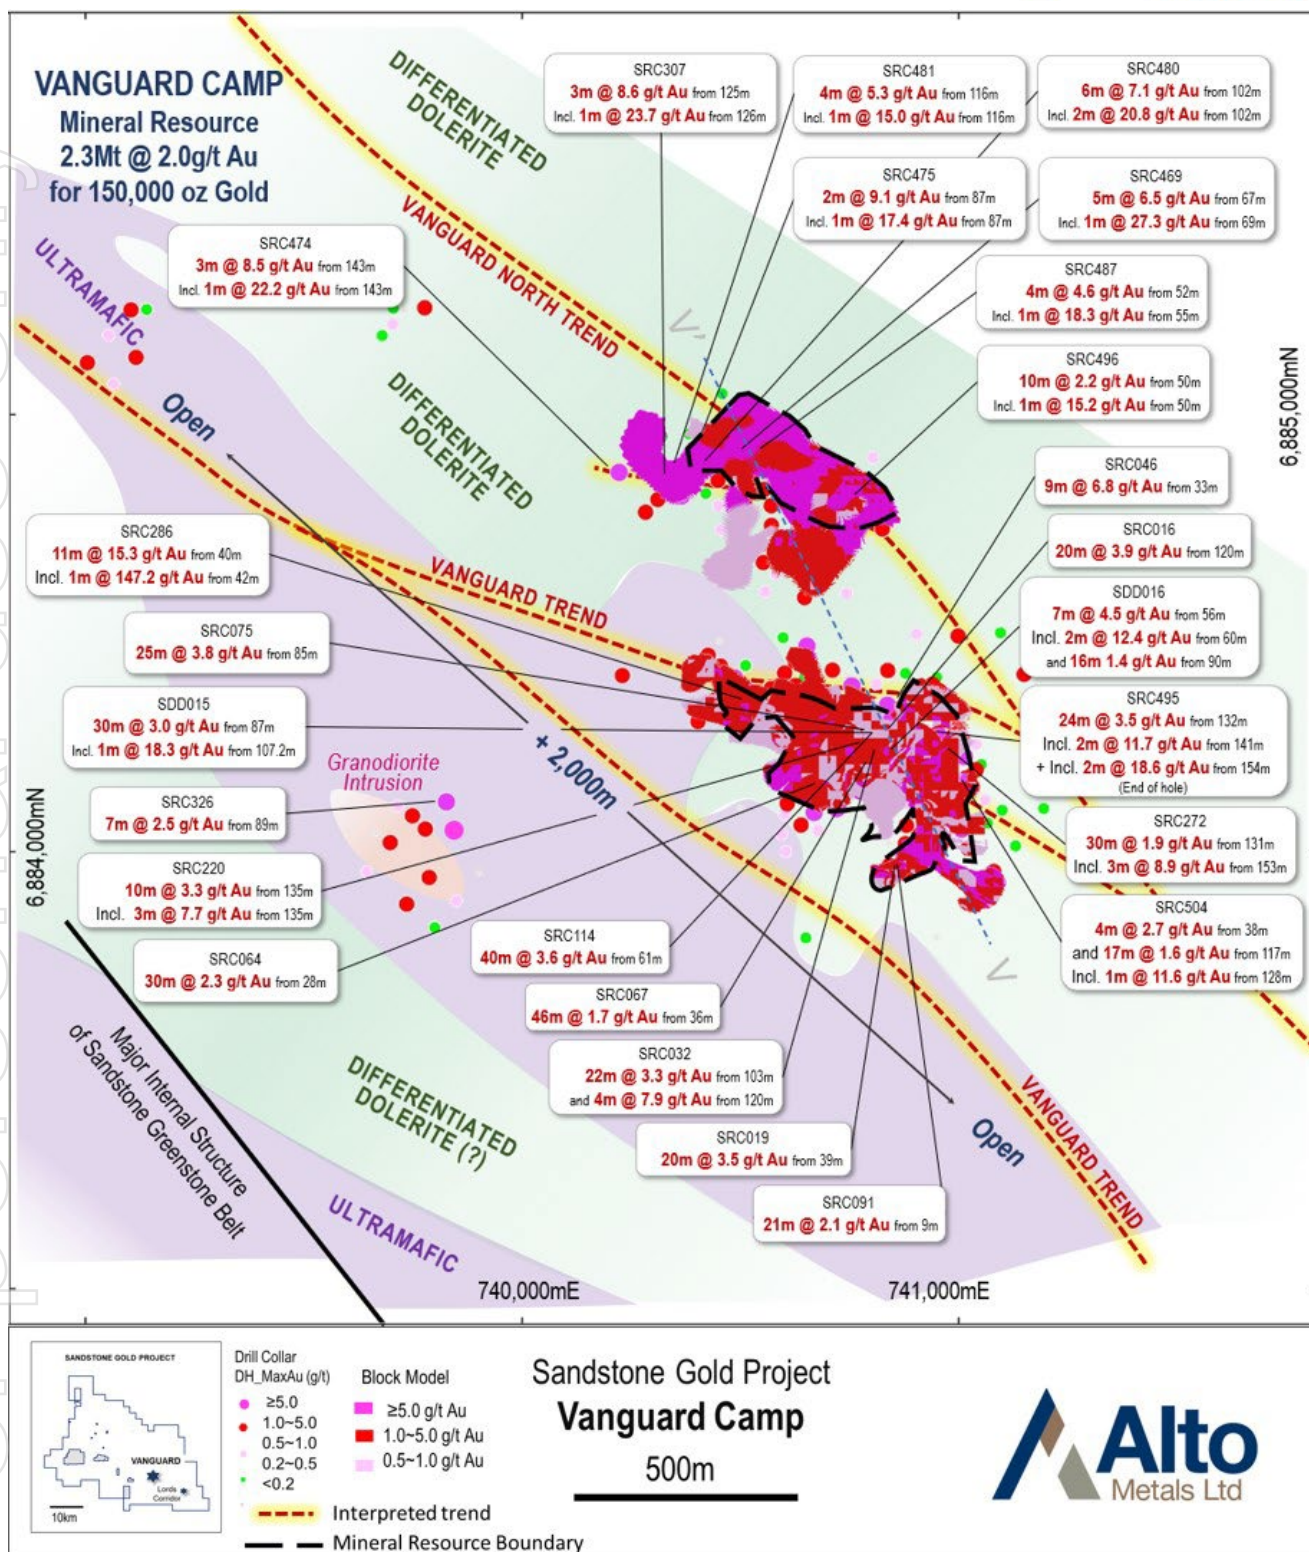 VANGUARD CAMP
Mineral Resource
2.3Mt @ 2.0g/t Au
for 150,000 oz Gold
DIFFERENTIATED
DOLERITE
SRC307
3m @ 8.6 g/t Au from 125m
Incl. 1m @ 23.7 g/t Au from 126m
SRC481
4m @ 5.3 g/t Au from 116m
Incl. 1m @ 15.0 g/t Au from 116m
SRC480
6m @ 7.1 g/t Au from 102m
Incl. 2m @ 20.8 g/t Au from 102m
SRC475
2m @ 9.1 g/t Au from 87m
Incl. 1m @ 17.4 g/t Au from 87m
SRC469
5m @ 6.5 g/t Au from 67m
Incl. 1m @ 27.3 g/t Au from 69m
ULTRAMAFIC
SRC474
3m @ 8.5 g/t Au from 143m
Incl. 1m @ 22.2 g/t Au from 143m
VANGUARD NORTH TREND
SRC487
4m @ 4.6 g/t Au from 52m
Incl. 1m @ 18.3 g/t Au from 55m
V'
SRC496
10m @ 2.2 g/t Au from 50m
Incl. 1m @ 15.2 g/t Au from 50m
6,885,000mN
Open
DIFFERENTIATED
DOLERITE
SRC046
9m @ 6.8 g/t Au from 33m
SRC286
11m @ 15.3 g/t Au from 40m
Incl. 1m @ 147.2 g/t Au from 42m
SRC016
20m @ 3.9 g/t Au from 120m
VANGUARD TREND
SDD016
7m @ 4.5 g/t Au from 56m
Incl. 2m @ 12.4 g/t Au from 60m
and 16m 1.4 g/t Au from 90m
SRC075
25m @ 3.8 g/t Au from 85m
SDD015
30m @ 3.0 g/t Au from 87m
Incl. 1m @ 18.3 g/t Au from 107.2m
SRC495
24m @ 3.5 g/t Au from 132m
Incl. 2m @ 11.7 g/t Au from 141m
+ Incl. 2m @ 18.6 g/t Au from 154m
(End of hole)
+ 2,000m
Granodiorite
Intrusion
SRC326
7m @ 2.5 g/t Au from 89m
6,884,000mN
SRC272
30m @ 1.9 g/t Au from 131m
Incl. 3m @ 8.9 g/t Au from 153m
SRC220
10m @ 3.3 g/t Au from 135m
Incl. 3m @ 7.7 g/t Au from 135m
SRC504
4m @ 2.7 g/t Au from 38m
and 17m @ 1.6 g/t Au from 117m
Incl. 1m @ 11.6 g/t Au from 128m
SRC064
30m @ 2.3 g/t Au from 28m
SRC114
40m @ 3.6 g/t Au from 61m
V
SRC067
46m @ 1.7 g/t Au from 36m
SRC032
22m @ 3.3 g/t Au from 103m
and 4m @ 7.9 g/t Au from 120m
Major Internal Structure
of Sandstone Greenstone Belt
DIFFERENTIATED
DOLERITE (?)
SRC019
20m @ 3.5 g/t Au from 39m
Open
VANGUARD TREND
SRC091
21m @ 2.1 g/t Au from 9m
ULTRAMAFIC
740,000mE
741,000mE
SANDSTONE GOLD PROJECT
VANGUARD
Lords
Corridor
10km
Drill Collar
DH_MaxAu (g/t)
≥5.0
1.0~5.0
0.5~1.0
0.2~0.5
<0.2
Block Model
≥5.0 g/t Au
1.0~5.0 g/t Au
0.5~1.0 g/t Au
Interpreted trend
Mineral Resource Boundary
Sandstone Gold Project
Vanguard Camp
500m
Alto
Metals Ltd